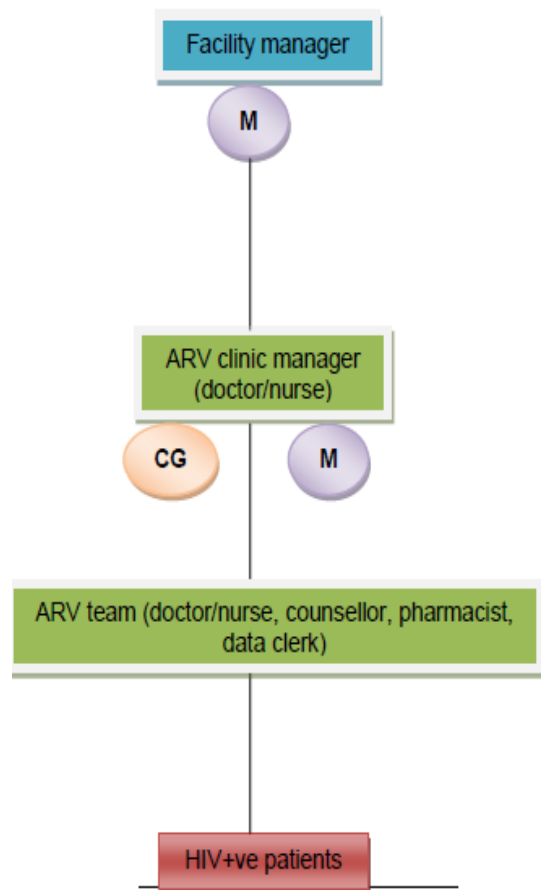 Facility manager
M
ARV clinic manager
(doctor/nurse)
CG
M
ARV team (doctor/nurse, counsellor, pharmacist,
data clerk)
HIV+ve patients